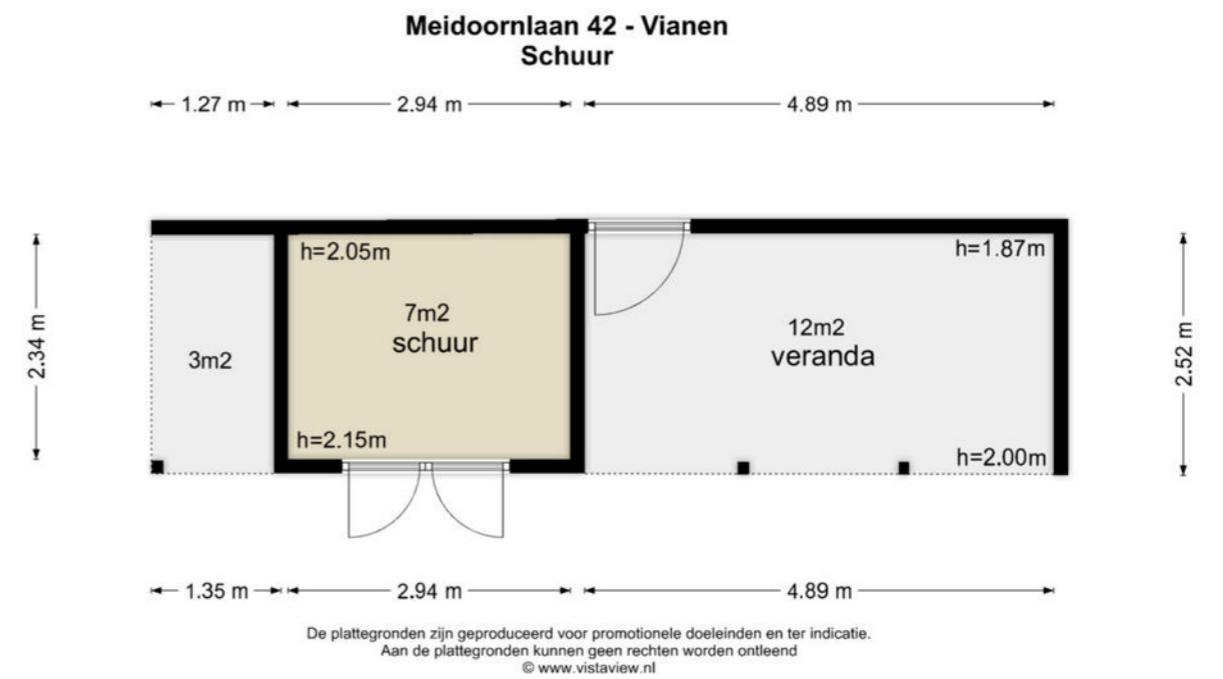 Meidoornlaan 42 - Vianen
Schuur
1.27 m
2.94 m
4.89 m
h=2.05m
h=1.87m
7m2
schuur
12m2
veranda
3m2
2.34 m
2.52 m
h=2.15m
h=2.00m
1.35 m
2.94 m
4.89 m
De plattegronden zijn geproduceerd voor promotionele doeleinden en ter indicatie.
Aan de plattegronden kunnen geen rechten worden ontleend
© www.vistaview.nl